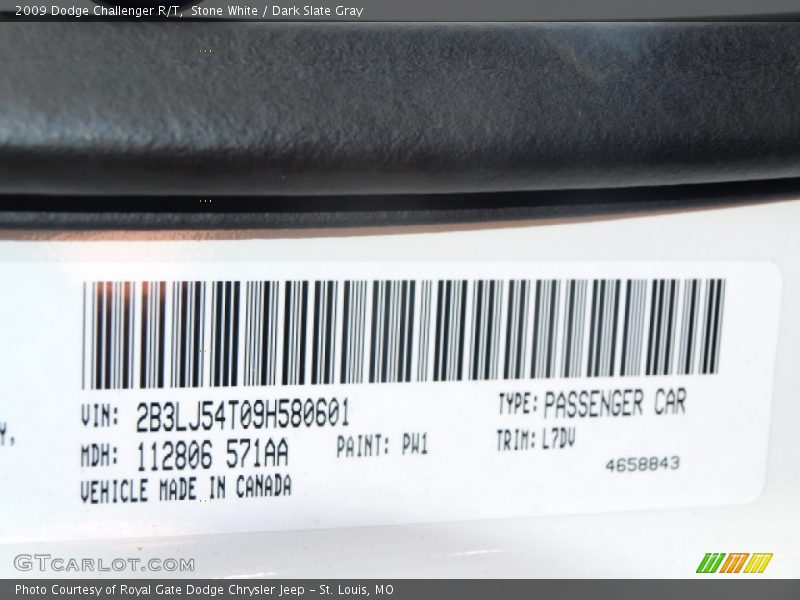 2009 Dodge Challenger R/T,  Stone White / Dark Slate Gray
VIN: 2B3LJ54T09H580601 TYPE: PASSENGER CAR
MDH: 112806 571AA PAINT: PW1 TRIM: L7DV
4658843
VEHICLE MADE IN CANADA
GTCARLOT.COM
Photo Courtesy of Royal Gate Dodge Chrysler Jeep - St. Louis, MO